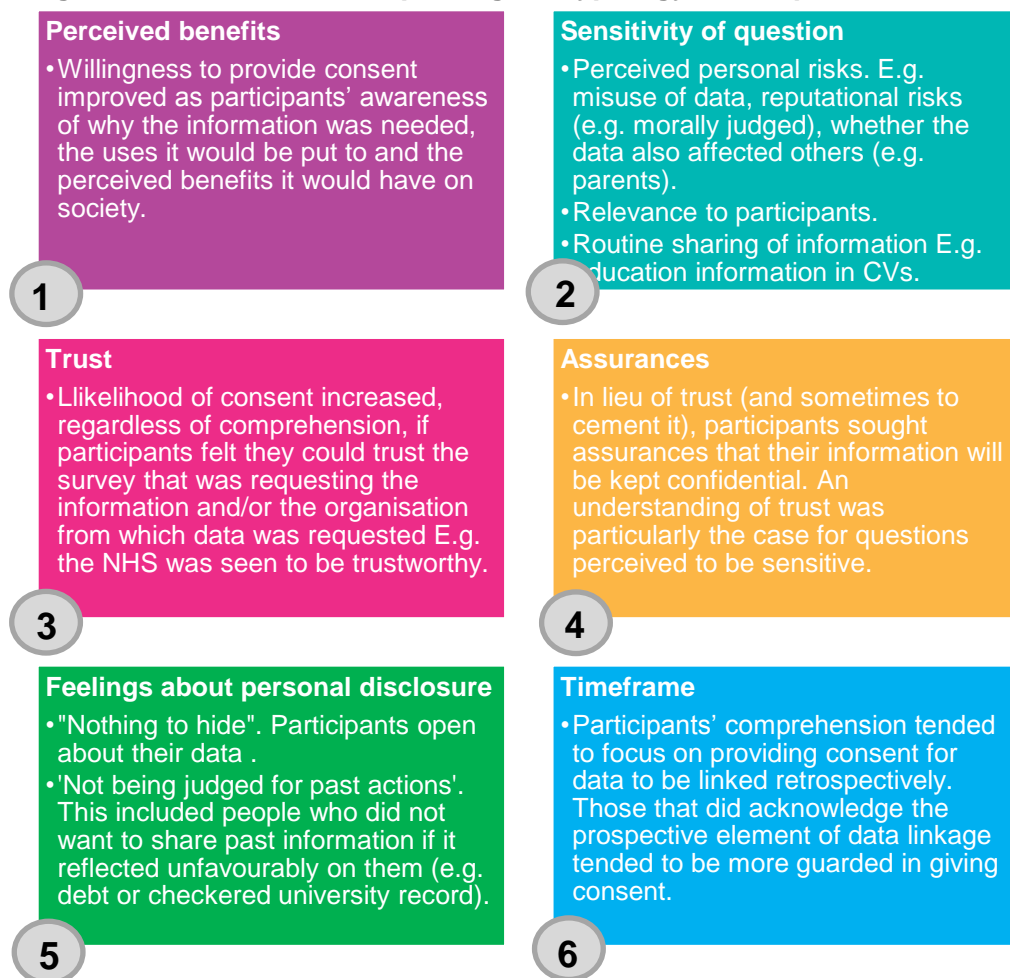 Perceived benefits
•Willingness to provide consent
improved as participants’ awareness
of why the information was needed,
the uses it would be put to and the
perceived benefits it would have on
society.
1
Sensitivity of question
•Perceived personal risks. E.g.
misuse of data, reputational risks
(e.g. morally judged), whether the
data also affected others (e.g.
parents).
•Relevance to participants.
•Routine sharing of information E.g.
ducation information in CVs.
2
Trust
•Llikelihood of consent increased,
regardless of comprehension, if
participants felt they could trust the
survey that was requesting the
information and/or the organisation
from which data was requested E.g.
the NHS was seen to be trustworthy.
3
Assurances
•In lieu of trust (and sometimes to
cement it), participants sought
assurances that their information will
be kept confidential. An
understanding of trust was
particularly the case for questions
perceived to be sensitive.
4
Feelings about personal disclosure
•"Nothing to hide". Participants open
about their data .
•'Not being judged for past actions'.
This included people who did not
want to share past information if it
reflected unfavourably on them (e.g.
debt or checkered university record).
5
Timeframe
•Participants’ comprehension tended
to focus on providing consent for
data to be linked retrospectively.
Those that did acknowledge the
prospective element of data linkage
tended to be more guarded in giving
consent.
6